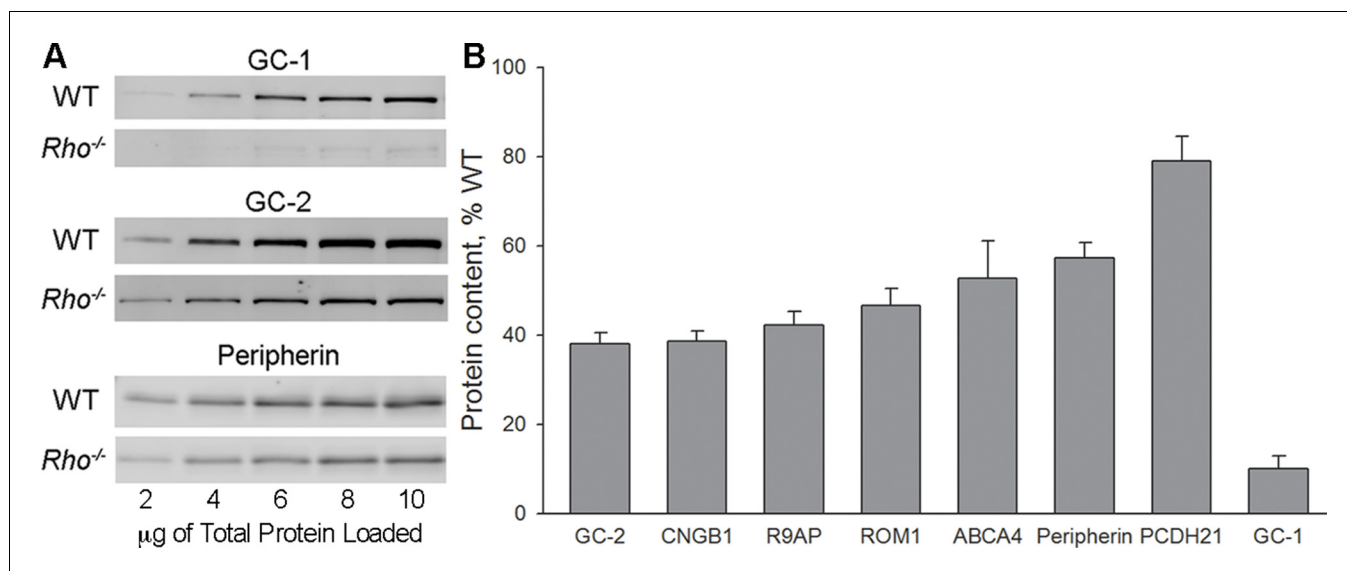 A
GC-1
WT
Rho-/-
GC-2
WT
Rho-/-
Peripherin
WT
Rho-/-
2 4 6 8 10
μg of Total Protein Loaded
B
Protein content, % WT
100
80
60
40
20
0
GC-2 CNGB1 R9AP ROM1 ABCA4 Peripherin PCDH21 GC-1